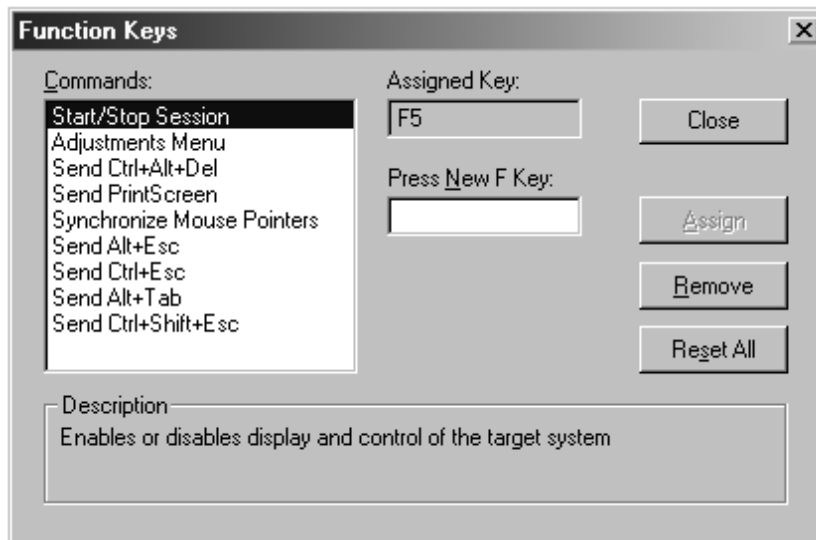 Function Keys
Commands:
Start/Stop Session
Adjustments Menu
Send Ctrl+Alt+Del
Send PrintScreen
Synchronize Mouse Pointers
Send Alt+Esc
Send Ctrl+Esc
Send Alt+Tab
Send Ctrl+Shift+Esc
Assigned Key:
F5
Press New F Key:
Close
Assign
Remove
Reset All
Description
Enables or disables display and control of the target system